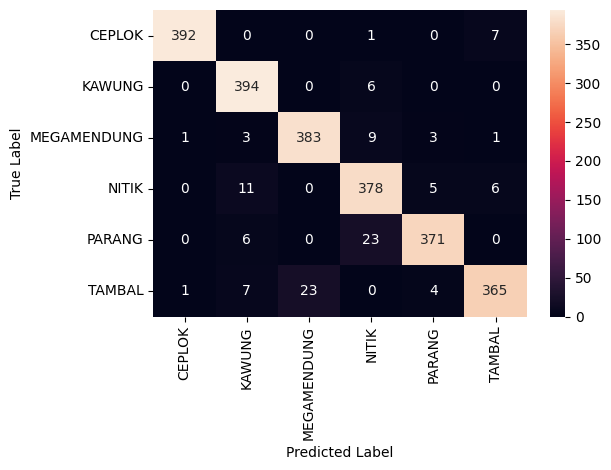 CEPLOK 392 0 0 1 0 7
KAWUNG 0 394 0 6 0 0
MEGAMENDUNG 1 3 383 9 3 1
NITIK 0 11 0 378 5 6
PARANG 0 6 0 23 371 0
TAMBAL 1 7 23 0 4 365
True Label
CEPLOK
KAWUNG
MEGAMENDUNG
NITIK
PARANG
TAMBAL
Predicted Label
350
300
250
200
150
100
50
0